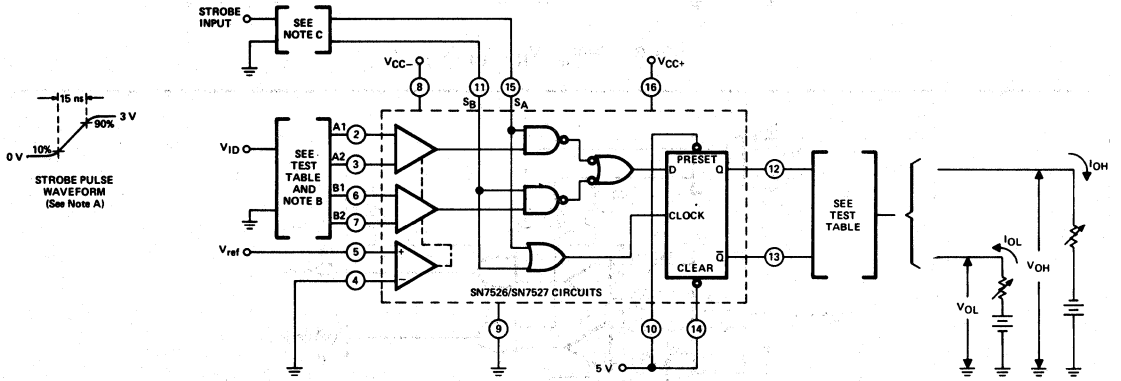 STROBE
INPUT
SEE
NOTE C
15 ns
3 V
90%
10%
0 V
STROBE PULSE
WAVEFORM
(See Note A)
VCC−
8
11
15
SB
SA
VCC+
16
VID
SEE
TEST
TABLE
AND
NOTE B
A1
2
A2
3
B1
6
B2
7
Vref
5
4
+
−
PRESET
D
Q
CLOCK
CLEAR
Q̅
SN7526/SN7527 CIRCUITS
12
13
9
10
14
5 V
SEE
TEST
TABLE
IOH
IOL
VOH
VOL